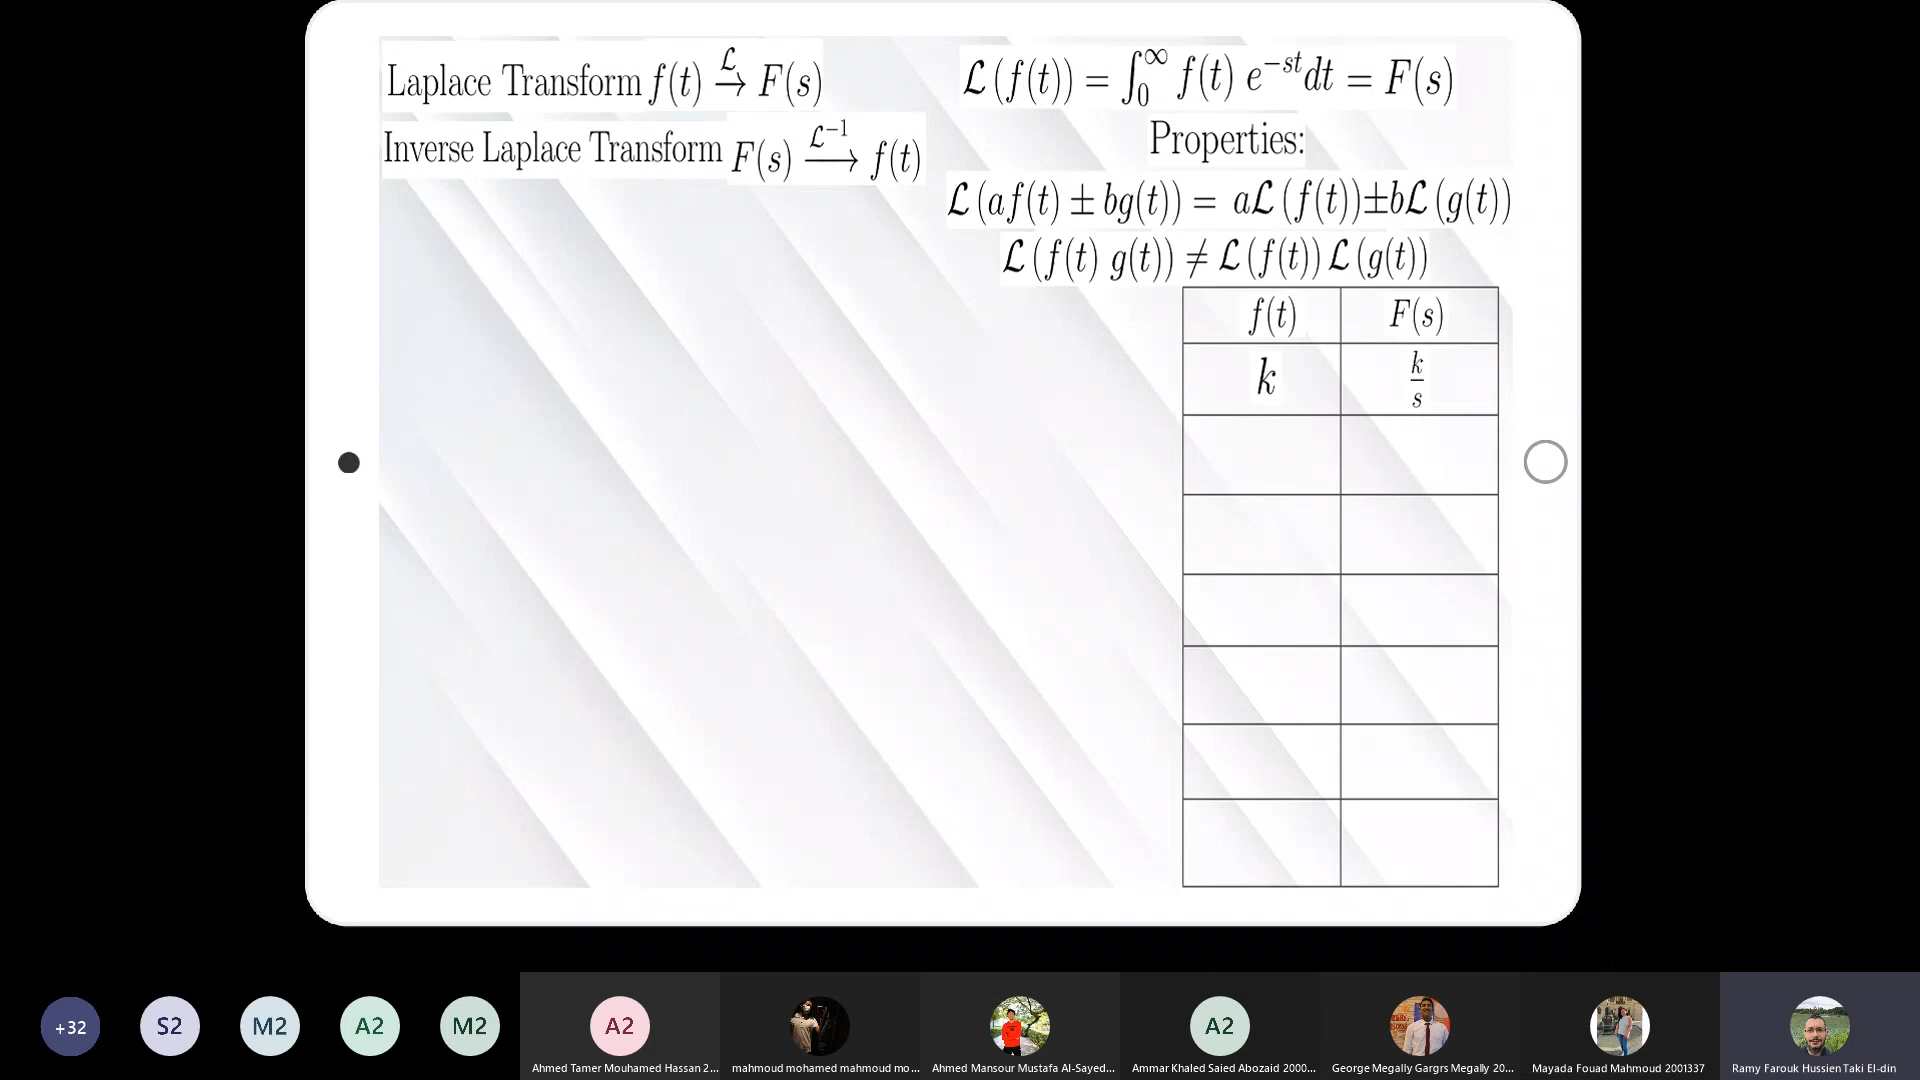 Laplace Transform f(t) →ℒ F(s)
Inverse Laplace Transform F(s) →ℒ⁻¹ f(t)
ℒ(f(t)) = ∫₀^∞ f(t) e^{−st}dt = F(s)
Properties:
ℒ(af(t) ± bg(t)) = aℒ(f(t))±bℒ(g(t))
ℒ(f(t) g(t)) ≠ ℒ(f(t))ℒ(g(t))
f(t) F(s)
k k/s
+32 S2 M2 A2 M2 A2 A2
Ahmed Tamer Mouhamed Hassan 2... mahmoud mohamed mahmoud mo... Ahmed Mansour Mustafa Al-Sayed... Ammar Khaled Saied Abozaid 2000... George Megally Gargrs Megally 20... Mayada Fouad Mahmoud 2001337 Ramy Farouk Hussien Taki El-din